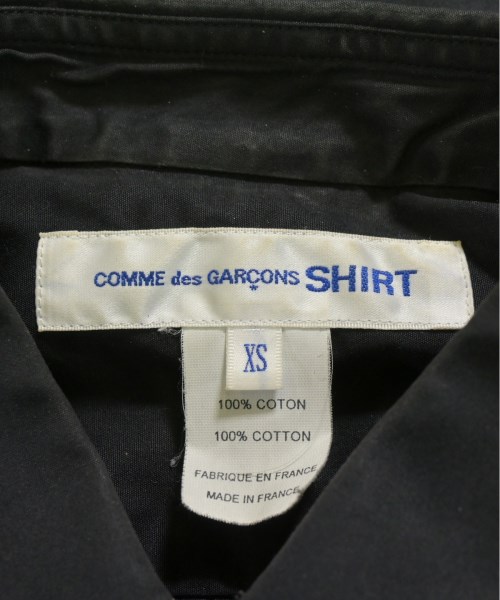 COMME des GARÇONS SHIRT
XS
100% COTON
100% COTTON
FABRIQUE EN FRANCE
MADE IN FRANCE